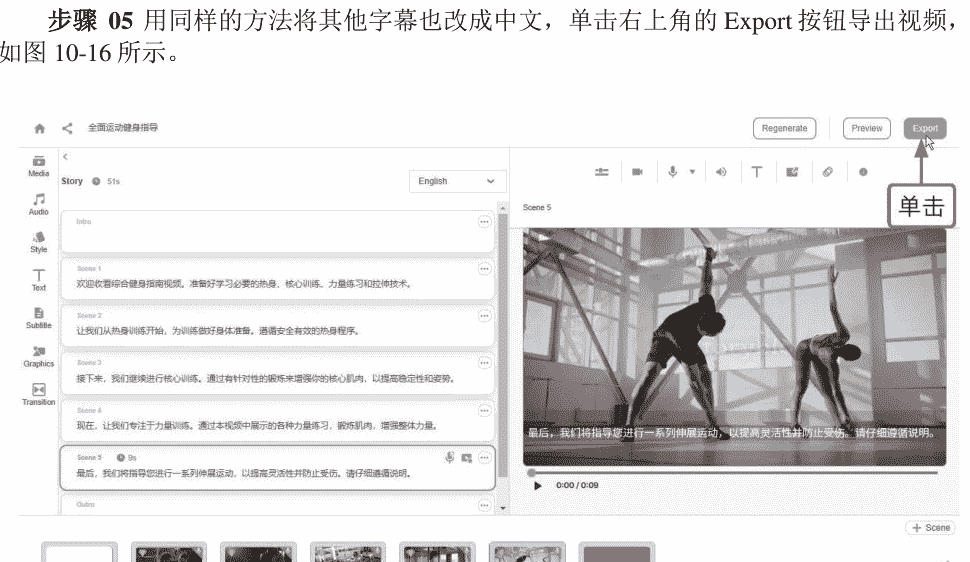 步骤 05 用同样的方法将其他字幕也改成中文，单击右上角的 Export 按钮导出视频，
如图 10-16 所示。
全面运动健身指导
Regenerate
Preview
Export
Media
Audio
Style
Text
Subtitle
Graphics
Transition
Story 51s
English
Intro
Scene 1
欢迎收看综合健身指南视频。准备好学习必要的热身、核心训练、力量练习和拉伸技术。
Scene 2
让我们从热身训练开始，为训练做好身体准备。遵循安全有效的热身程序。
Scene 3
接下来，我们继续进行核心训练。通过有针对性的锻炼来增强你的核心肌肉，以提高稳定性和姿势。
Scene 4
现在，让我们专注于力量训练。通过本视频中展示的各种力量练习，锻炼肌肉，增强整体力量。
Scene 5 9s
最后，我们将指导您进行一系列伸展运动，以提高灵活性并防止受伤。请仔细遵循说明。
Outro
单击
Scene 5
最后，我们将指导您进行一系列伸展运动，以提高灵活性并防止受伤。请仔细遵循说明。
0:00 / 0:09
+ Scene